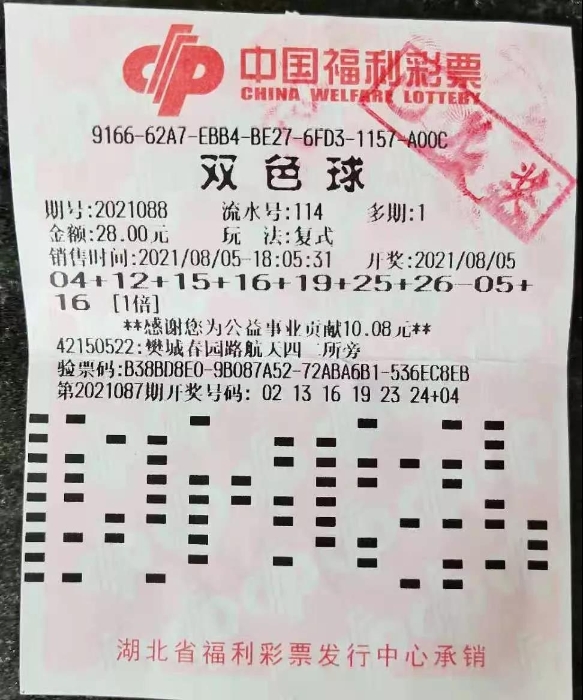 中国福利彩票
CHINA WELFARE LOTTERY
9166-62A7-EBB4-BE27-6FD3-1157-A00C
双色球
期号:2021088 流水号:114 多期:1
金额:28.00元 玩 法:复式
销售时间:2021/08/05-18:05:31 开奖:2021/08/05
04+12+15+16+19+25+26-05+
16 [1倍]
**感谢您为公益事业贡献10.08元**
42150522:樊城春园路航天四二所旁
验票码:B38BD8E0-9B087A52-72ABA6B1-536EC8EB
第2021087期开奖号码: 02 13 16 19 23 24+04
湖北省福利彩票发行中心承销